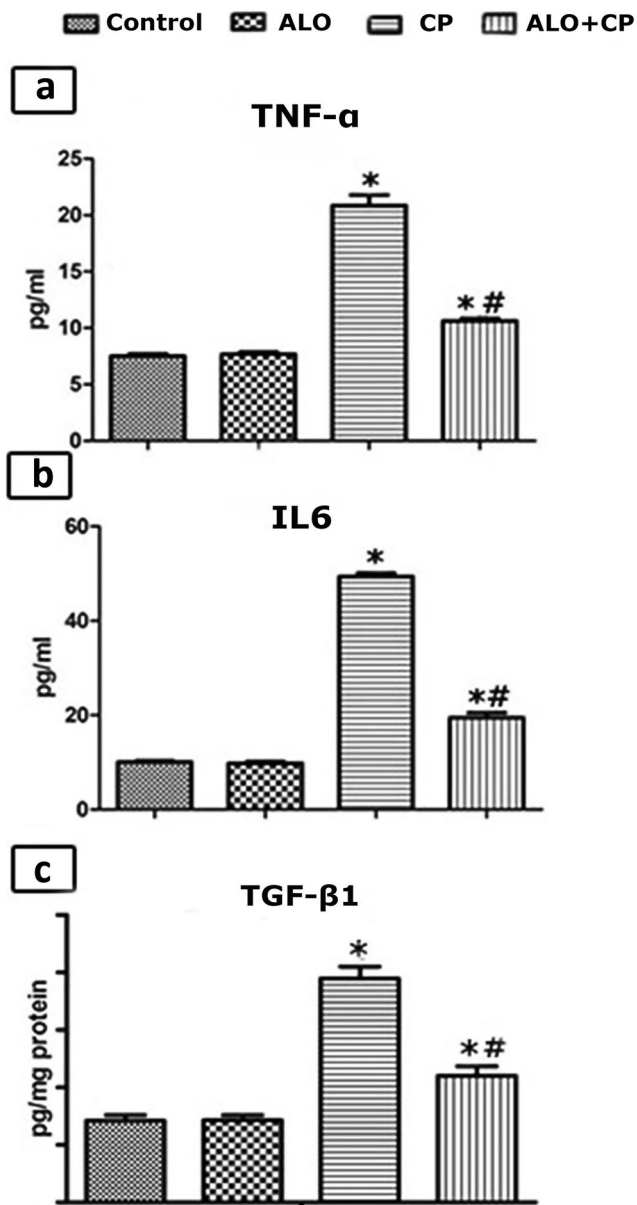 Control ALO CP ALO+CP
a
TNF-α
25
20
15
10
5
0
pg/ml
*
*#
b
IL6
60
40
20
0
pg/ml
*
*#
c
TGF-β1
pg/mg protein
*
*#